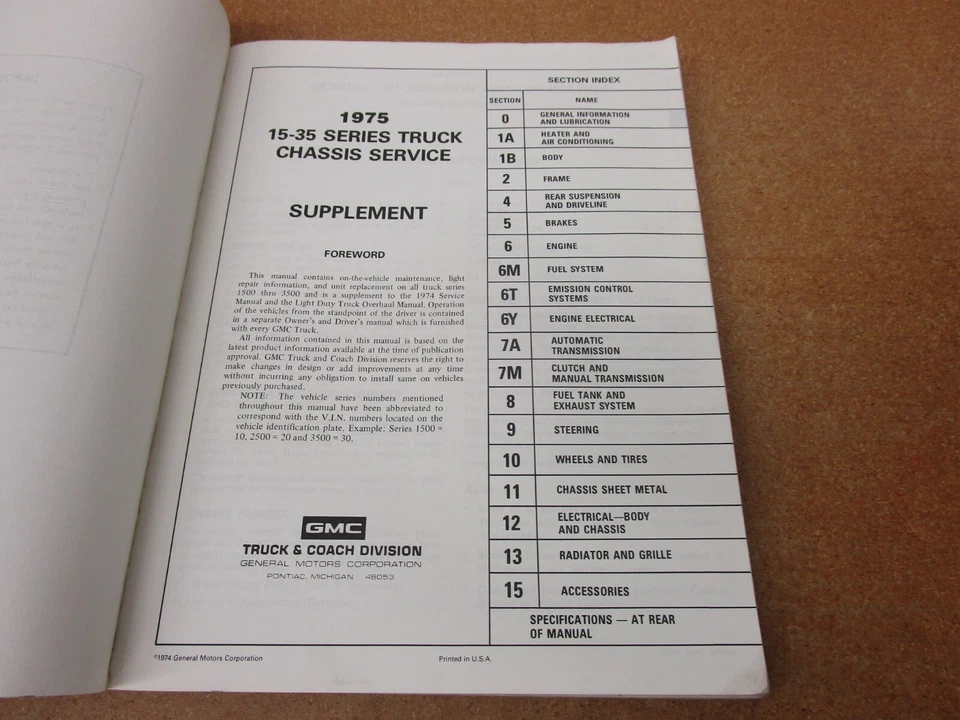 1975
15-35 SERIES TRUCK
CHASSIS SERVICE
SUPPLEMENT
FOREWORD
This manual contains on-the-vehicle maintenance, light
repair information, and unit replacement on all truck series
1500 thru 3500 and is a supplement to the 1974 Service
Manual and the Light Duty Truck Overhaul Manual. Operation
of the vehicles from the standpoint of the driver is contained
in a separate Owner's and Driver's manual which is furnished
with every GMC Truck.
All information contained in this manual is based on the
latest product information available at the time of publication
approval. GMC Truck and Coach Division reserves the right to
make changes in design or add improvements at any time
without incurring any obligation to install same on vehicles
previously purchased.
NOTE: The vehicle series numbers mentioned
throughout this manual have been abbreviated to
correspond with the V.I.N. numbers located on the
vehicle identification plate. Example: Series 1500 =
10, 2500 = 20 and 3500 = 30.
GMC
TRUCK & COACH DIVISION
GENERAL MOTORS CORPORATION
PONTIAC, MICHIGAN 48053
SECTION INDEX
SECTION NAME
0 GENERAL INFORMATION
AND LUBRICATION
1A HEATER AND
AIR CONDITIONING
1B BODY
2 FRAME
4 REAR SUSPENSION
AND DRIVELINE
5 BRAKES
6 ENGINE
6M FUEL SYSTEM
6T EMISSION CONTROL
SYSTEMS
6Y ENGINE ELECTRICAL
7A AUTOMATIC
TRANSMISSION
7M CLUTCH AND
MANUAL TRANSMISSION
8 FUEL TANK AND
EXHAUST SYSTEM
9 STEERING
10 WHEELS AND TIRES
11 CHASSIS SHEET METAL
12 ELECTRICAL—BODY
AND CHASSIS
13 RADIATOR AND GRILLE
15 ACCESSORIES
SPECIFICATIONS — AT REAR
OF MANUAL
©1974 General Motors Corporation
Printed in U.S.A.